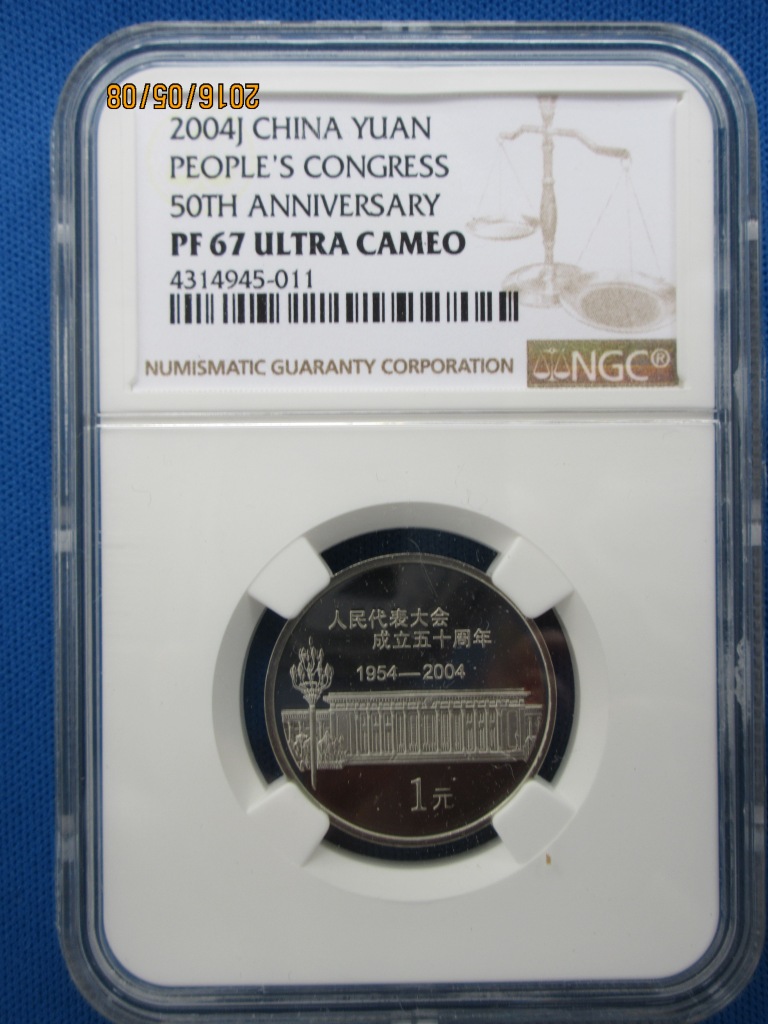 2016/05/08
2004J CHINA YUAN
PEOPLE'S CONGRESS
50TH ANNIVERSARY
PF 67 ULTRA CAMEO
4314945-011
NUMISMATIC GUARANTY CORPORATION
NGC®
人民代表大会
成立五十周年
1954—2004
1元